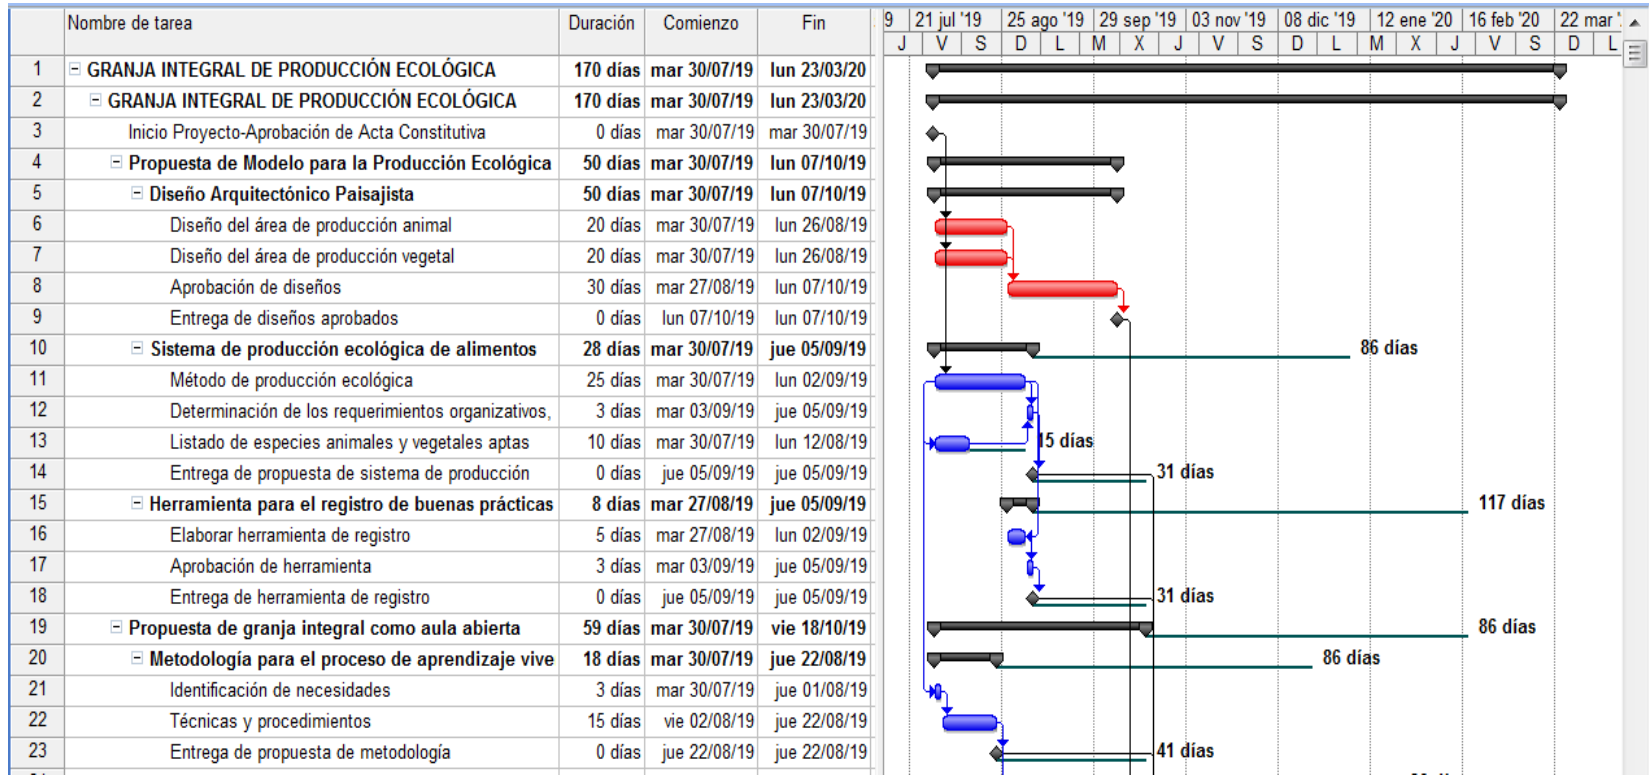 Nombre de tarea Duración Comienzo Fin 9 21 jul '19 25 ago '19 29 sep '19 03 nov '19 08 dic '19 12 ene '20 16 feb '20 22 mar '
J V S D L M X J V S D L M X J V S D L
1 GRANJA INTEGRAL DE PRODUCCIÓN ECOLÓGICA 170 días mar 30/07/19 lun 23/03/20
2 GRANJA INTEGRAL DE PRODUCCIÓN ECOLÓGICA 170 días mar 30/07/19 lun 23/03/20
3 Inicio Proyecto-Aprobación de Acta Constitutiva 0 días mar 30/07/19 mar 30/07/19
4 Propuesta de Modelo para la Producción Ecológica 50 días mar 30/07/19 lun 07/10/19
5 Diseño Arquitectónico Paisajista 50 días mar 30/07/19 lun 07/10/19
6 Diseño del área de producción animal 20 días mar 30/07/19 lun 26/08/19
7 Diseño del área de producción vegetal 20 días mar 30/07/19 lun 26/08/19
8 Aprobación de diseños 30 días mar 27/08/19 lun 07/10/19
9 Entrega de diseños aprobados 0 días lun 07/10/19 lun 07/10/19
10 Sistema de producción ecológica de alimentos 28 días mar 30/07/19 jue 05/09/19 86 días
11 Método de producción ecológica 25 días mar 30/07/19 lun 02/09/19
12 Determinación de los requerimientos organizativos, 3 días mar 03/09/19 jue 05/09/19
13 Listado de especies animales y vegetales aptas 10 días mar 30/07/19 lun 12/08/19 15 días
14 Entrega de propuesta de sistema de producción 0 días jue 05/09/19 jue 05/09/19 31 días
15 Herramienta para el registro de buenas prácticas 8 días mar 27/08/19 jue 05/09/19 117 días
16 Elaborar herramienta de registro 5 días mar 27/08/19 lun 02/09/19
17 Aprobación de herramienta 3 días mar 03/09/19 jue 05/09/19
18 Entrega de herramienta de registro 0 días jue 05/09/19 jue 05/09/19 31 días
19 Propuesta de granja integral como aula abierta 59 días mar 30/07/19 vie 18/10/19 86 días
20 Metodología para el proceso de aprendizaje vive 18 días mar 30/07/19 jue 22/08/19 86 días
21 Identificación de necesidades 3 días mar 30/07/19 jue 01/08/19
22 Técnicas y procedimientos 15 días vie 02/08/19 jue 22/08/19
23 Entrega de propuesta de metodología 0 días jue 22/08/19 jue 22/08/19 41 días